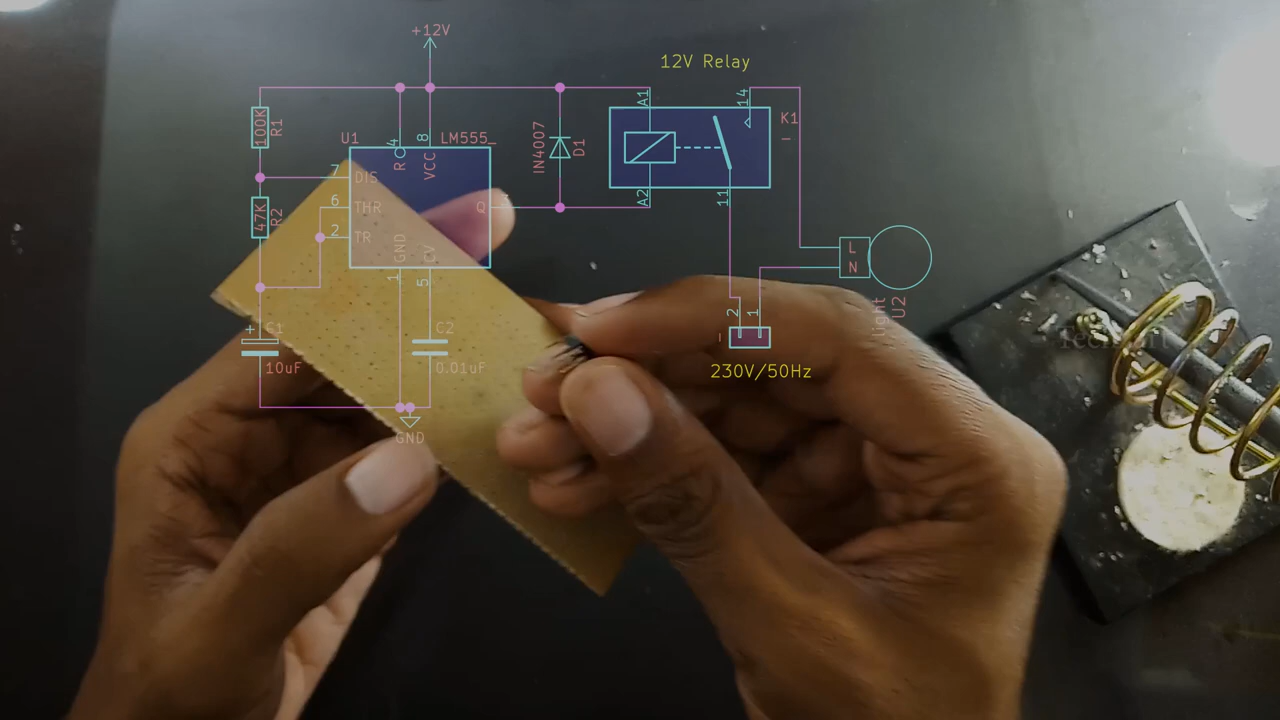 +12V
12V Relay
A1
14
K1
100K
R1
U1
4
8
LM555_
IN4007
D1
R
VCC
7
DIS
6
THR
Q
A2
11
47K
R2
2
TR
GND
CV
L
N
1
5
light
U2
2
1
+
C1
C2
10uF
0.01uF
230V/50Hz
GND